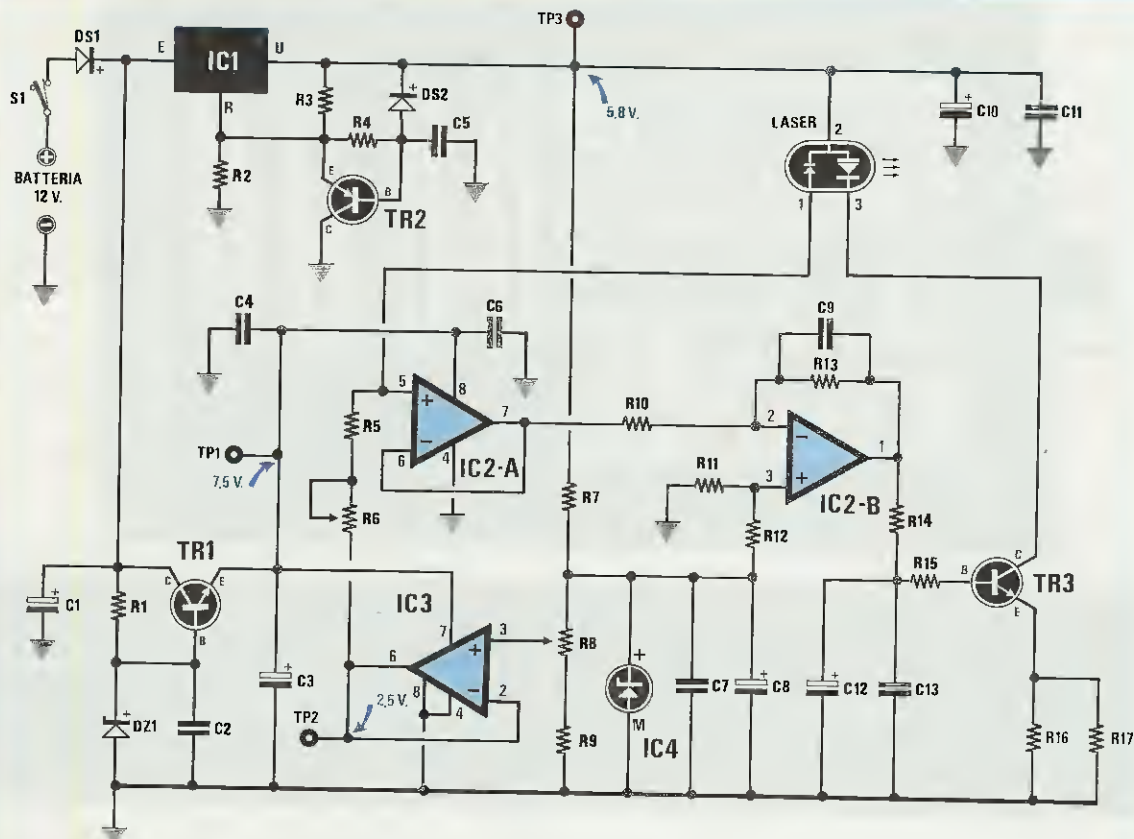 TP3
DS1
E
IC1
U
S1
R3
DS2
5,8 V.
R
R4
C5
LASER
2
C10
C11
BATTERIA
12 V.
R2
E
B
C
TR2
1
3
C4
C6
C9
R13
5
8
+
R5
7
R10
2
−
1
−
6
4
IC2-A
TP1
7,5 V.
R11
3
+
IC2-B
R6
R7
R12
R14
TR1
C
E
R15
B
C
TR3
E
C1
R1
IC3
B
7
+
3
R8
+
6
−
2
8
4
+
C3
+
DZ1
C2
TP2
2,5 V.
M
IC4
C7
+
C8
+
C12
C13
R9
R16
R17